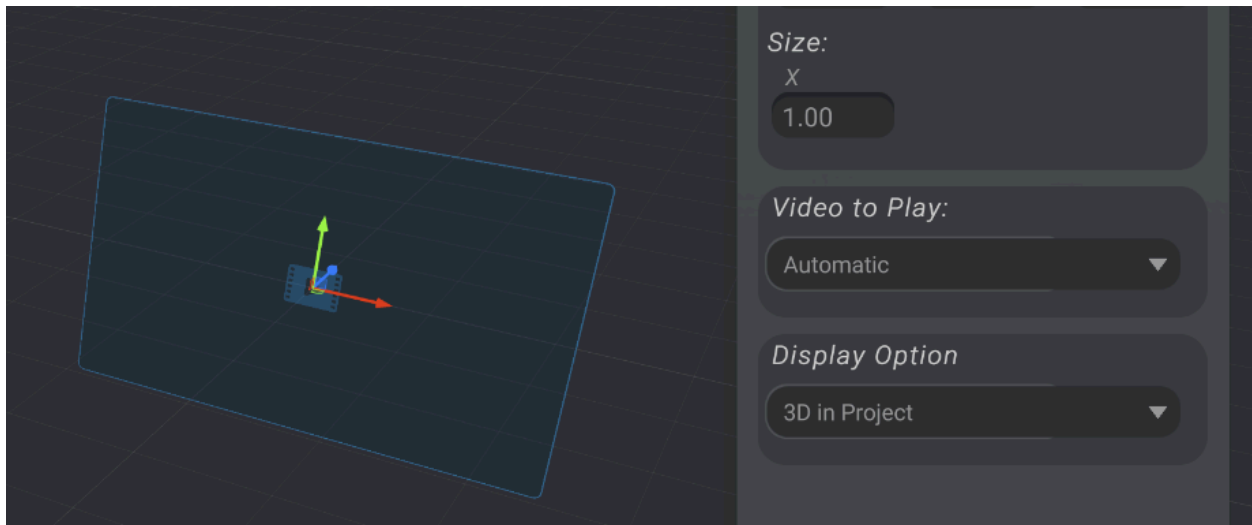 Size:
X
1.00
Video to Play:
Automatic
Display Option
3D in Project